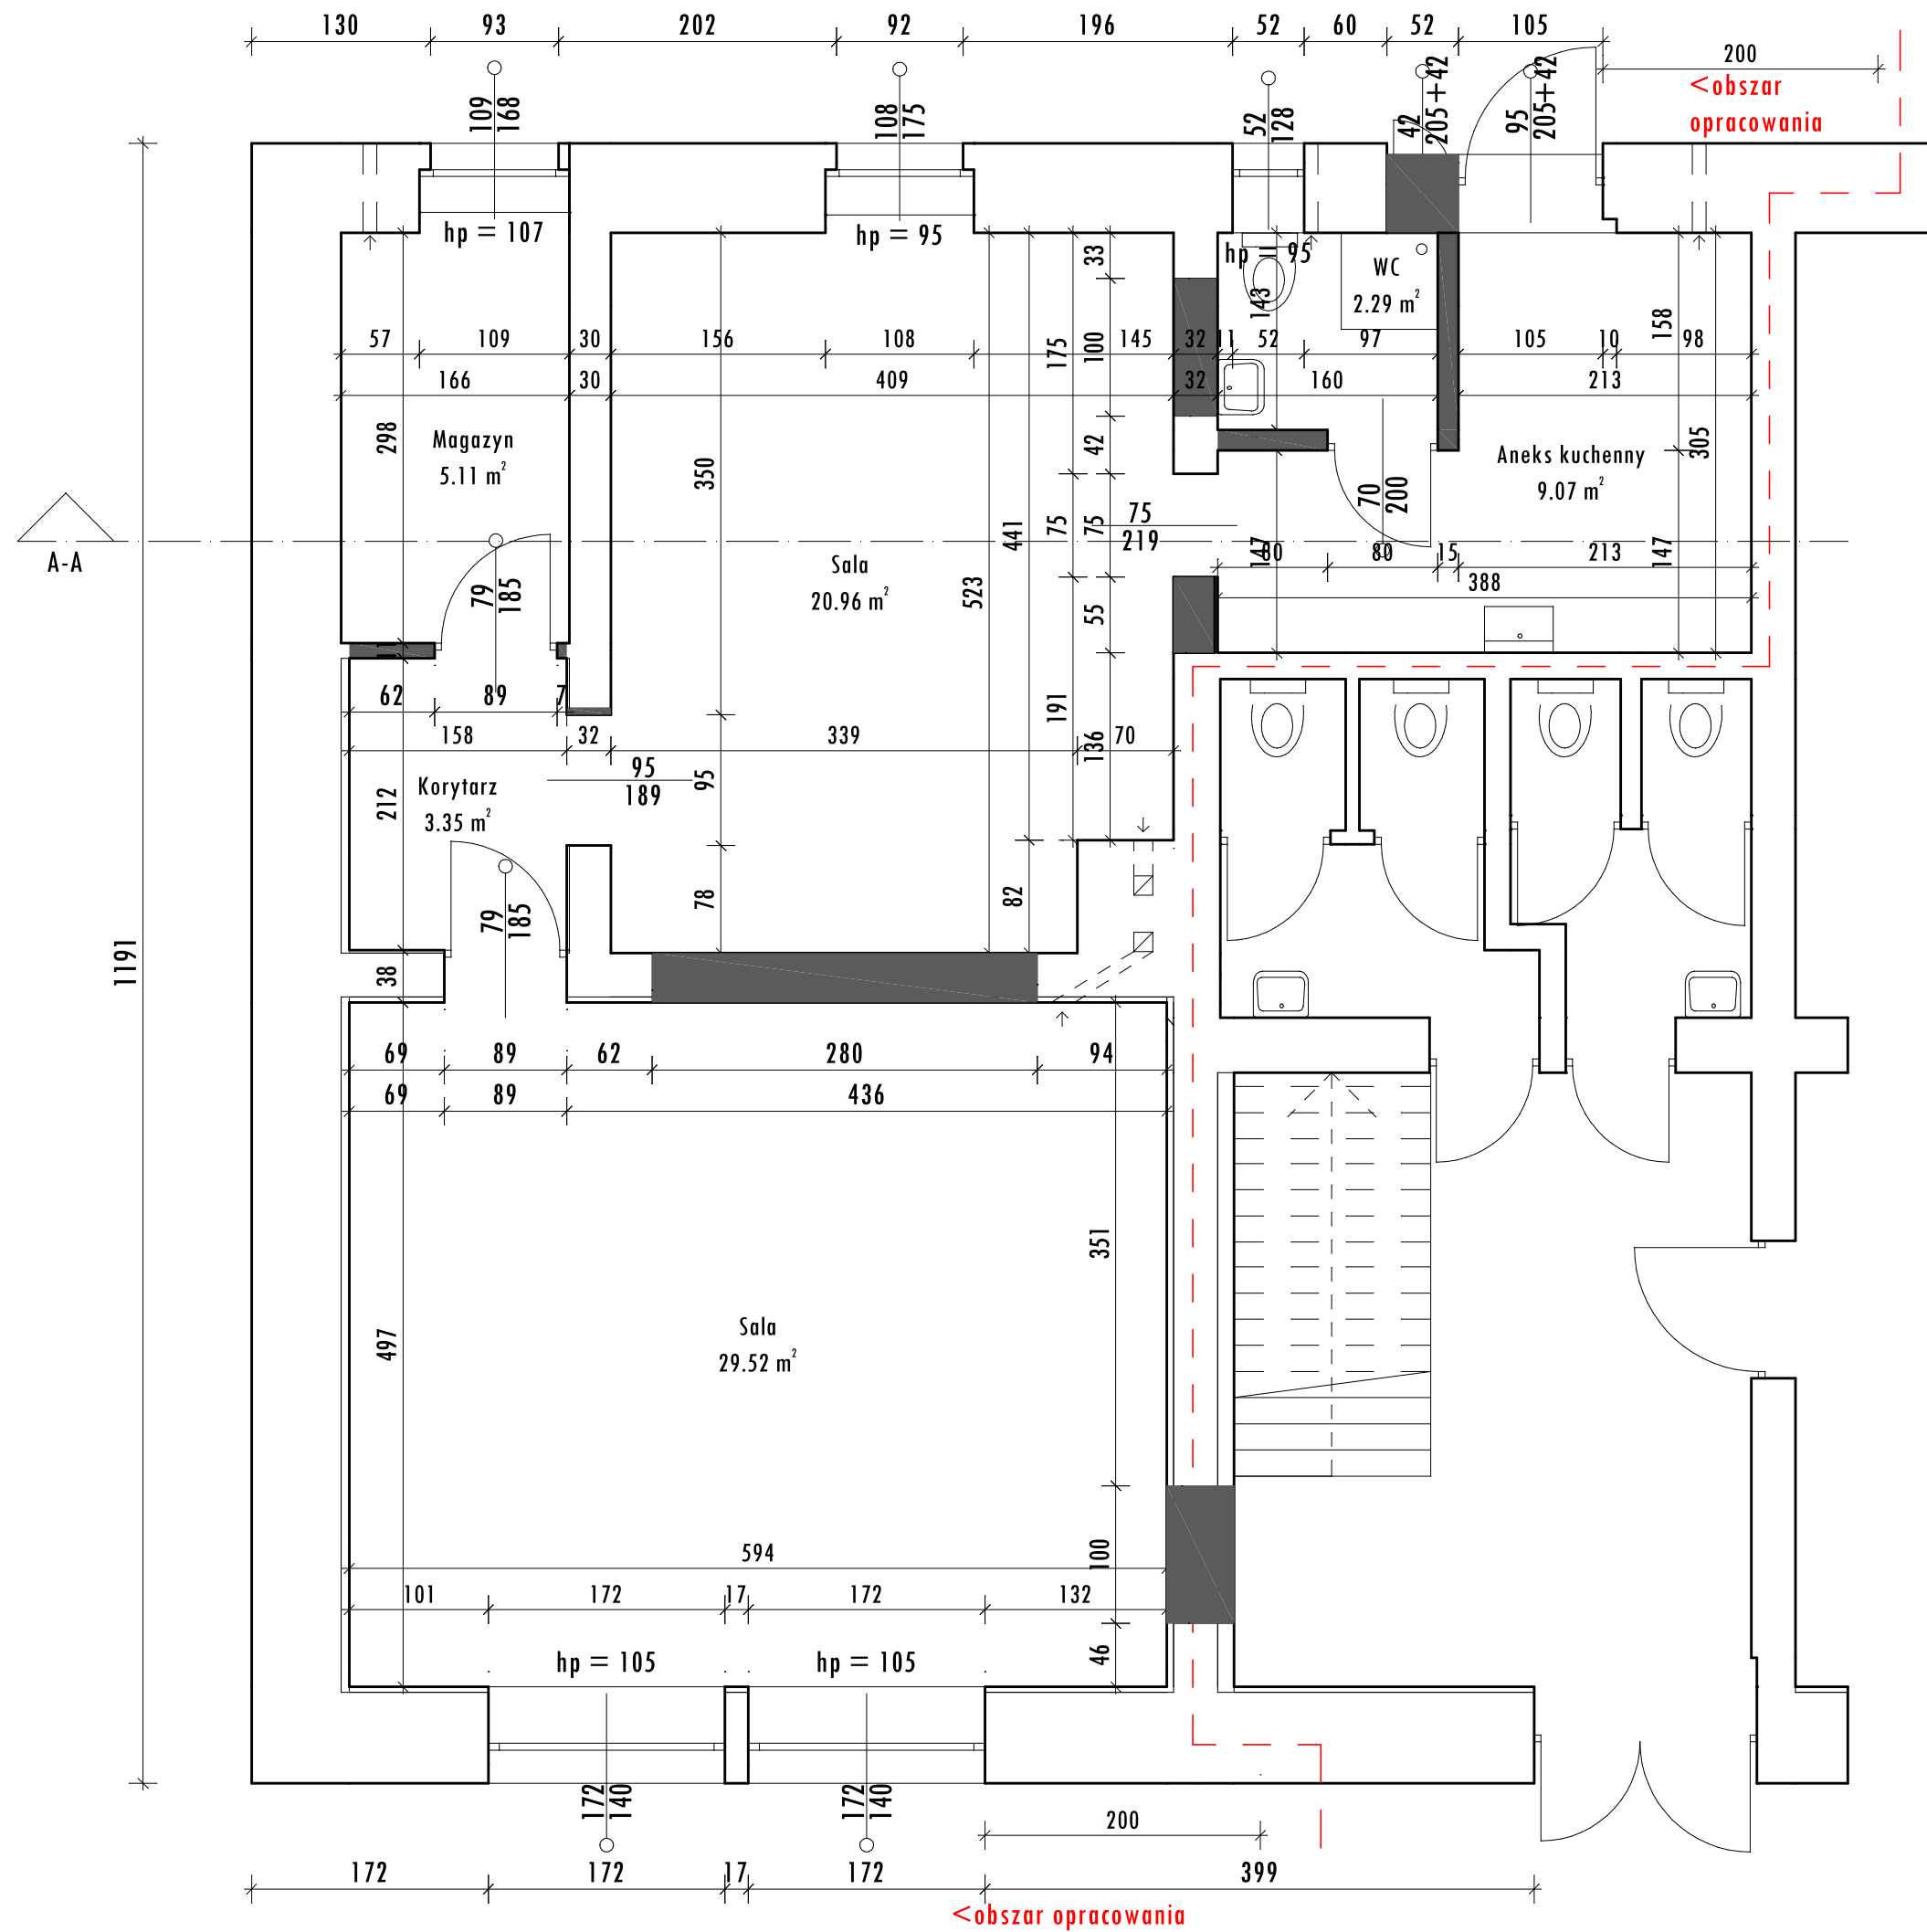 130 93 202 92 196 52 60 52 105
200
<obszar
opracowania
109
168
108
175
52
128
42
205+42
95
205+42
hp = 107
hp = 95
hp = 95
WC
2.29 m²
33
143
158
57 109 30 156 108 145 32 11 52 97 105 10 98
175
100
166 30 409 32 160 213
298
Magazyn
5.11 m²
350
42
Aneks kuchenny
9.07 m²
305
70
200
A-A
441
75
75
75
219
147
147
60 80 15 213
388
Sala
20.96 m²
523
79
185
11
55
62 89 7
158 32 339 70
191
136
95
95
189
212
Korytarz
3.35 m²
78
82
79
185
1191
38
69 89 62 280 94
69 89 436
351
497
Sala
29.52 m²
594
100
101 172 17 172 132
46
hp = 105
hp = 105
172
140
172
140
200
172 172 17 172 399
<obszar opracowania